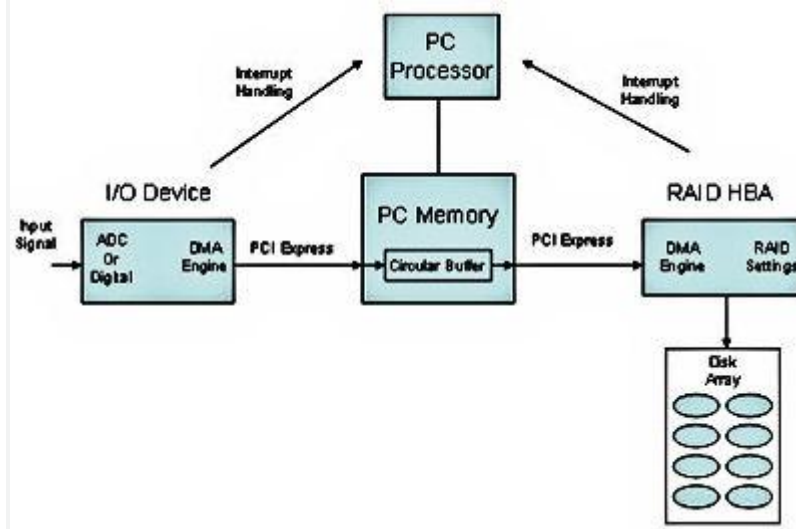 PC
Processor
Interrupt
Handling
Interrupt
Handling
I/O Device
RAID HBA
Input
Signal
ADC
Or
Digital
DMA
Engine
PCI Express
PC Memory
Circular Buffer
PCI Express
DMA
Engine
RAID
Settings
Disk
Array